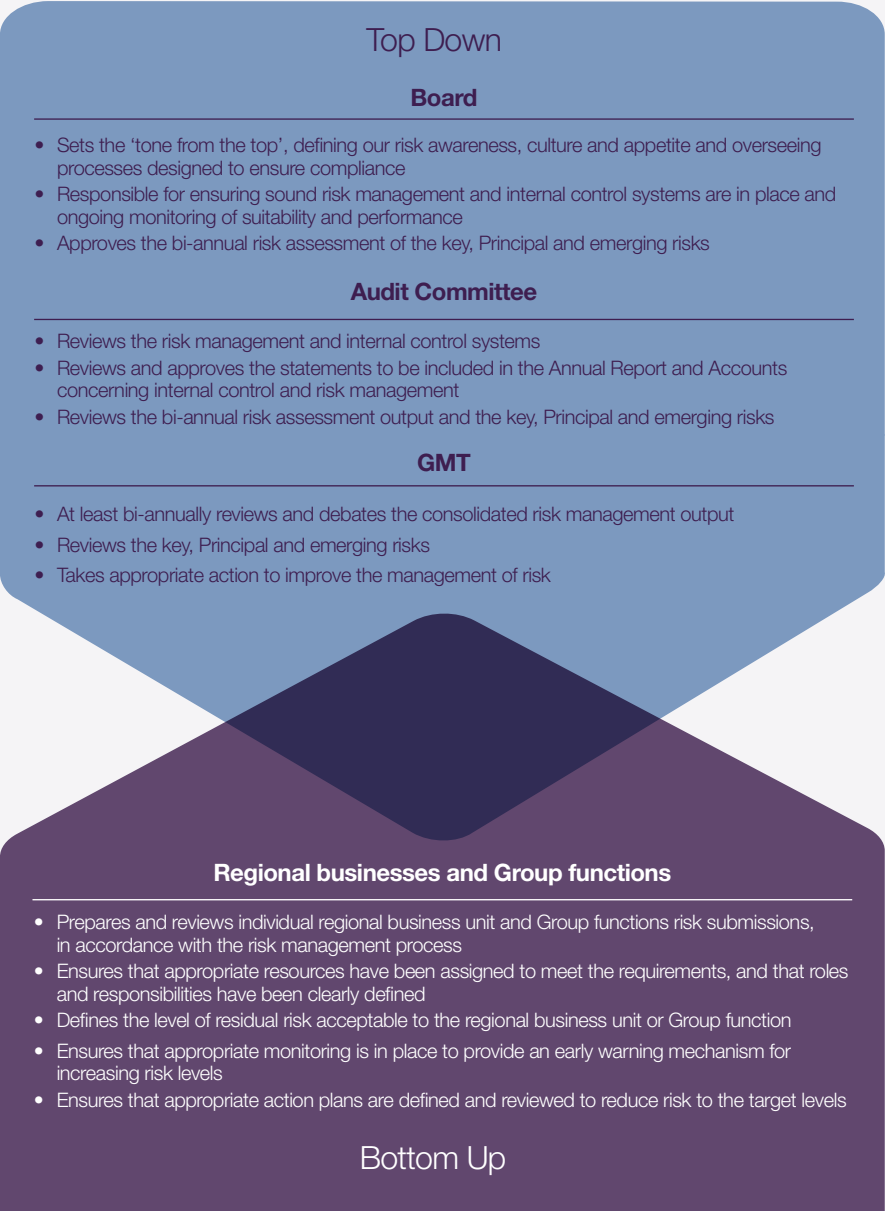 Top Down
Board
• Sets the ‘tone from the top’, defining our risk awareness, culture and appetite and overseeing
processes designed to ensure compliance
• Responsible for ensuring sound risk management and internal control systems are in place and
ongoing monitoring of suitability and performance
• Approves the bi-annual risk assessment of the key, Principal and emerging risks
Audit Committee
• Reviews the risk management and internal control systems
• Reviews and approves the statements to be included in the Annual Report and Accounts
concerning internal control and risk management
• Reviews the bi-annual risk assessment output and the key, Principal and emerging risks
GMT
• At least bi-annually reviews and debates the consolidated risk management output
• Reviews the key, Principal and emerging risks
• Takes appropriate action to improve the management of risk
Regional businesses and Group functions
• Prepares and reviews individual regional business unit and Group functions risk submissions,
in accordance with the risk management process
• Ensures that appropriate resources have been assigned to meet the requirements, and that roles
and responsibilities have been clearly defined
• Defines the level of residual risk acceptable to the regional business unit or Group function
• Ensures that appropriate monitoring is in place to provide an early warning mechanism for
increasing risk levels
• Ensures that appropriate action plans are defined and reviewed to reduce risk to the target levels
Bottom Up